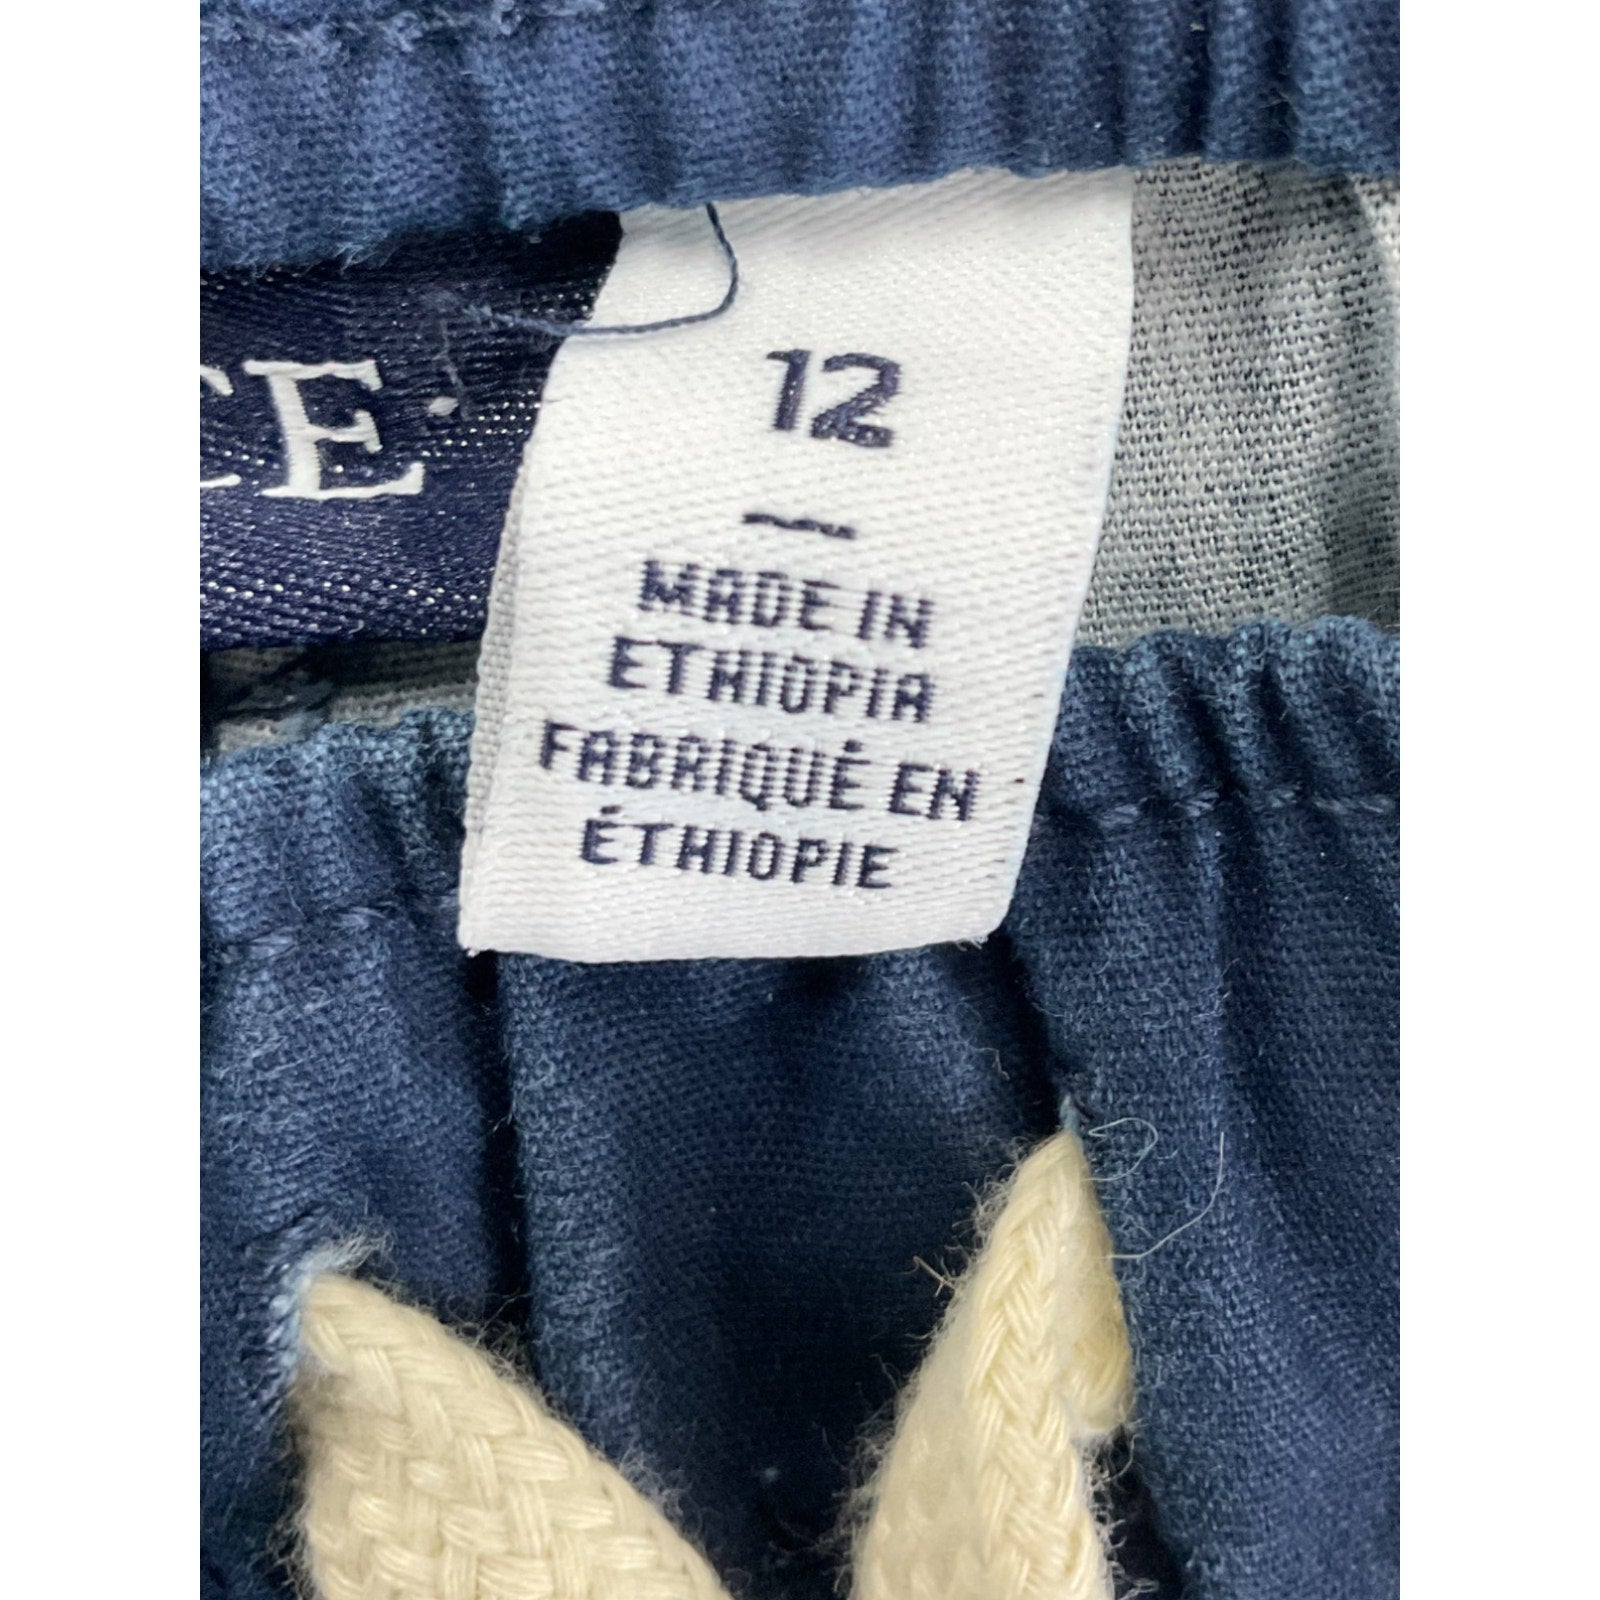 12
MADE IN
ETHIOPIA
FABRIQUÉ EN
ÉTHIOPIE